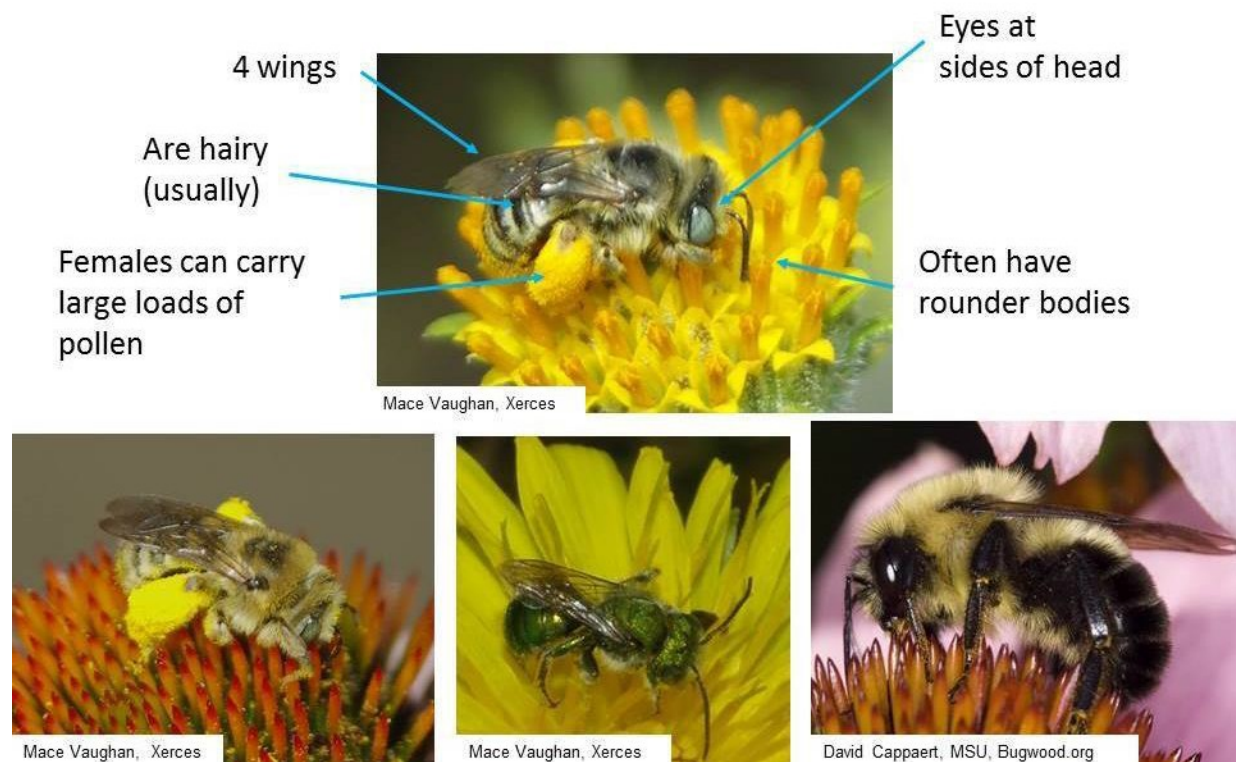 4 wings
Eyes at
sides of head
Are hairy
(usually)
Females can carry
large loads of
pollen
Often have
rounder bodies
Mace Vaughan, Xerces
Mace Vaughan, Xerces
Mace Vaughan, Xerces
David Cappaert, MSU, Bugwood.org